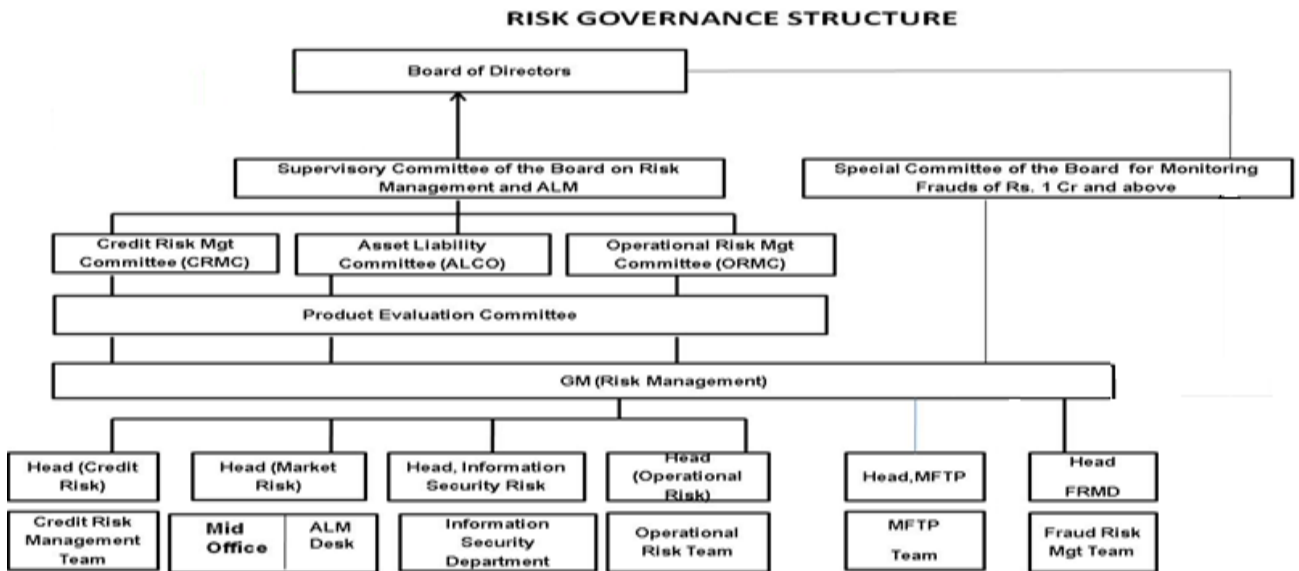 RISK GOVERNANCE STRUCTURE
Board of Directors
Supervisory Committee of the Board on Risk
Management and ALM
Special Committee of the Board for Monitoring
Frauds of Rs. 1 Cr and above
Credit Risk Mgt
Committee (CRMC)
Asset Liability
Committee (ALCO)
Operational Risk Mgt
Committee (ORMC)
Product Evaluation Committee
GM (Risk Management)
Head (Credit
Risk)
Head (Market
Risk)
Head, Information
Security Risk
Head
(Operational
Risk)
Head,MFTP
Head
FRMD
Credit Risk
Management
Team
Mid
Office
ALM
Desk
Information
Security
Department
Operational
Risk Team
MFTP
Team
Fraud Risk
Mgt Team